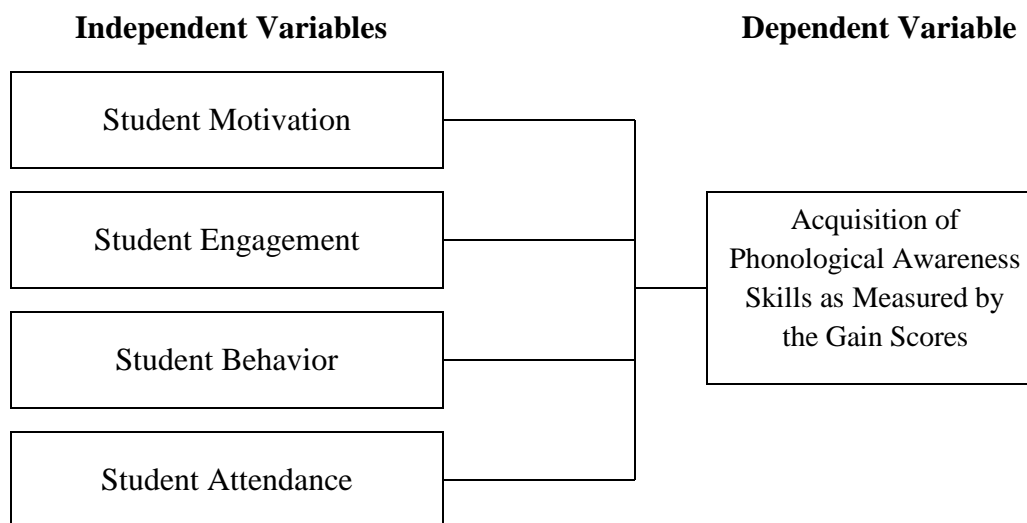 Independent Variables
Dependent Variable
Student Motivation
Student Engagement
Student Behavior
Student Attendance
Acquisition of
Phonological Awareness
Skills as Measured by
the Gain Scores